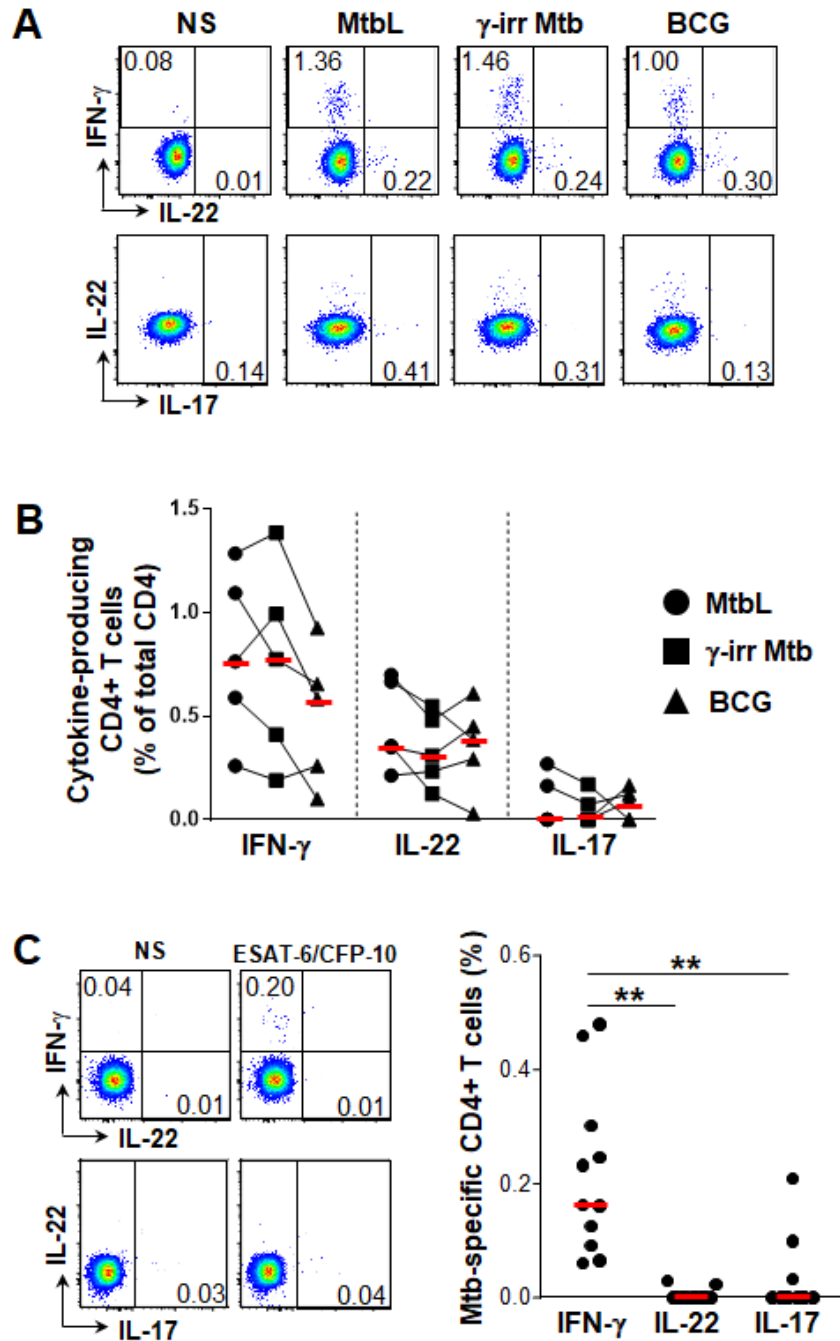 A
NS MtbL γ-irr Mtb BCG
IFN-γ
0.08 1.36 1.46 1.00
0.01 0.22 0.24 0.30
IL-22
IL-22
0.14 0.41 0.31 0.13
IL-17
B
Cytokine-producing
CD4+ T cells
(% of total CD4)
1.5
1.0
0.5
0.0
IFN-γ IL-22 IL-17
MtbL
γ-irr Mtb
BCG
C
NS ESAT-6/CFP-10
IFN-γ
0.04 0.20
0.01 0.01
IL-22
IL-22
0.03 0.04
IL-17
Mtb-specific CD4+ T cells (%)
0.6
0.4
0.2
0.0
**
**
IFN-γ IL-22 IL-17